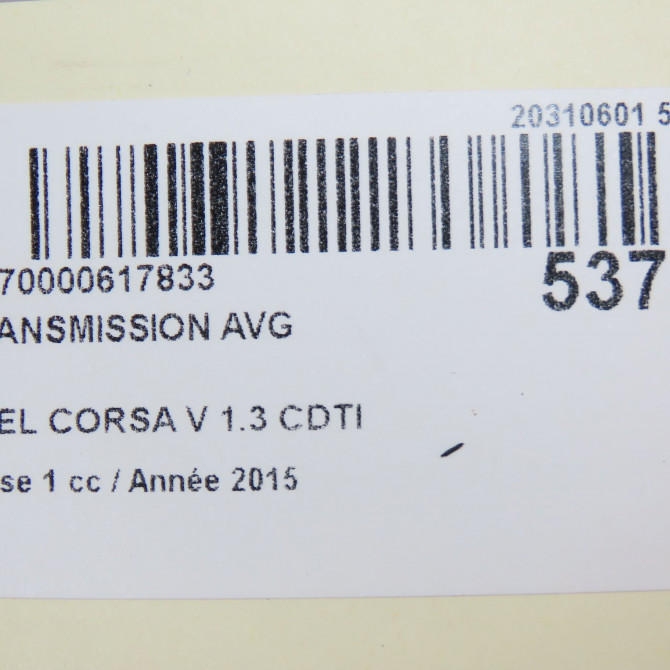 20310601 5
70000617833
537
ANSMISSION AVG
EL CORSA V 1.3 CDTI
se 1 cc / Année 2015